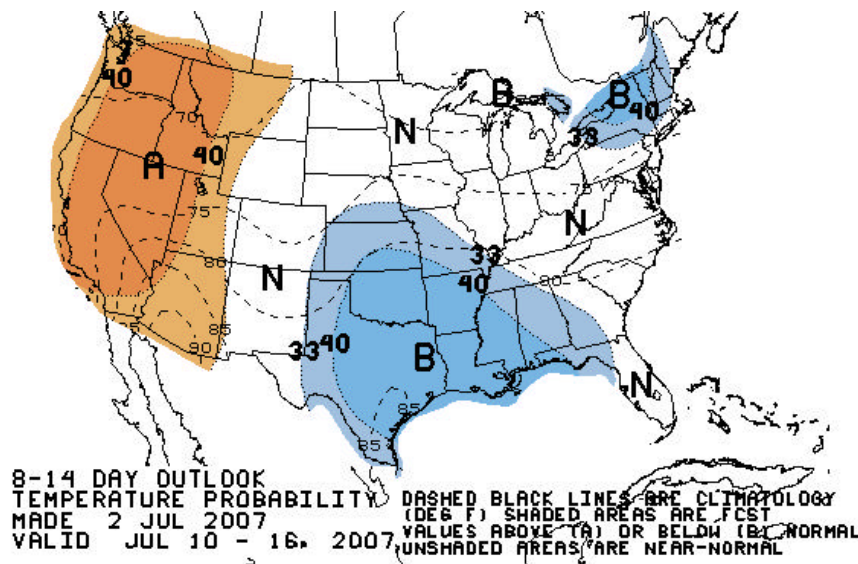 40
70
A
40
75
80
85
90
N
N
B
B
40
33
N
33
40
90
33
40
B
85
85
N
8-14 DAY OUTLOOK
TEMPERATURE PROBABILITY
MADE 2 JUL 2007
VALID JUL 10 - 16, 2007
DASHED BLACK LINES ARE CLIMATOLOGY
(DEG F) SHADED AREAS ARE FCST
VALUES ABOVE (A) OR BELOW (B) NORMAL
UNSHADED AREAS ARE NEAR-NORMAL